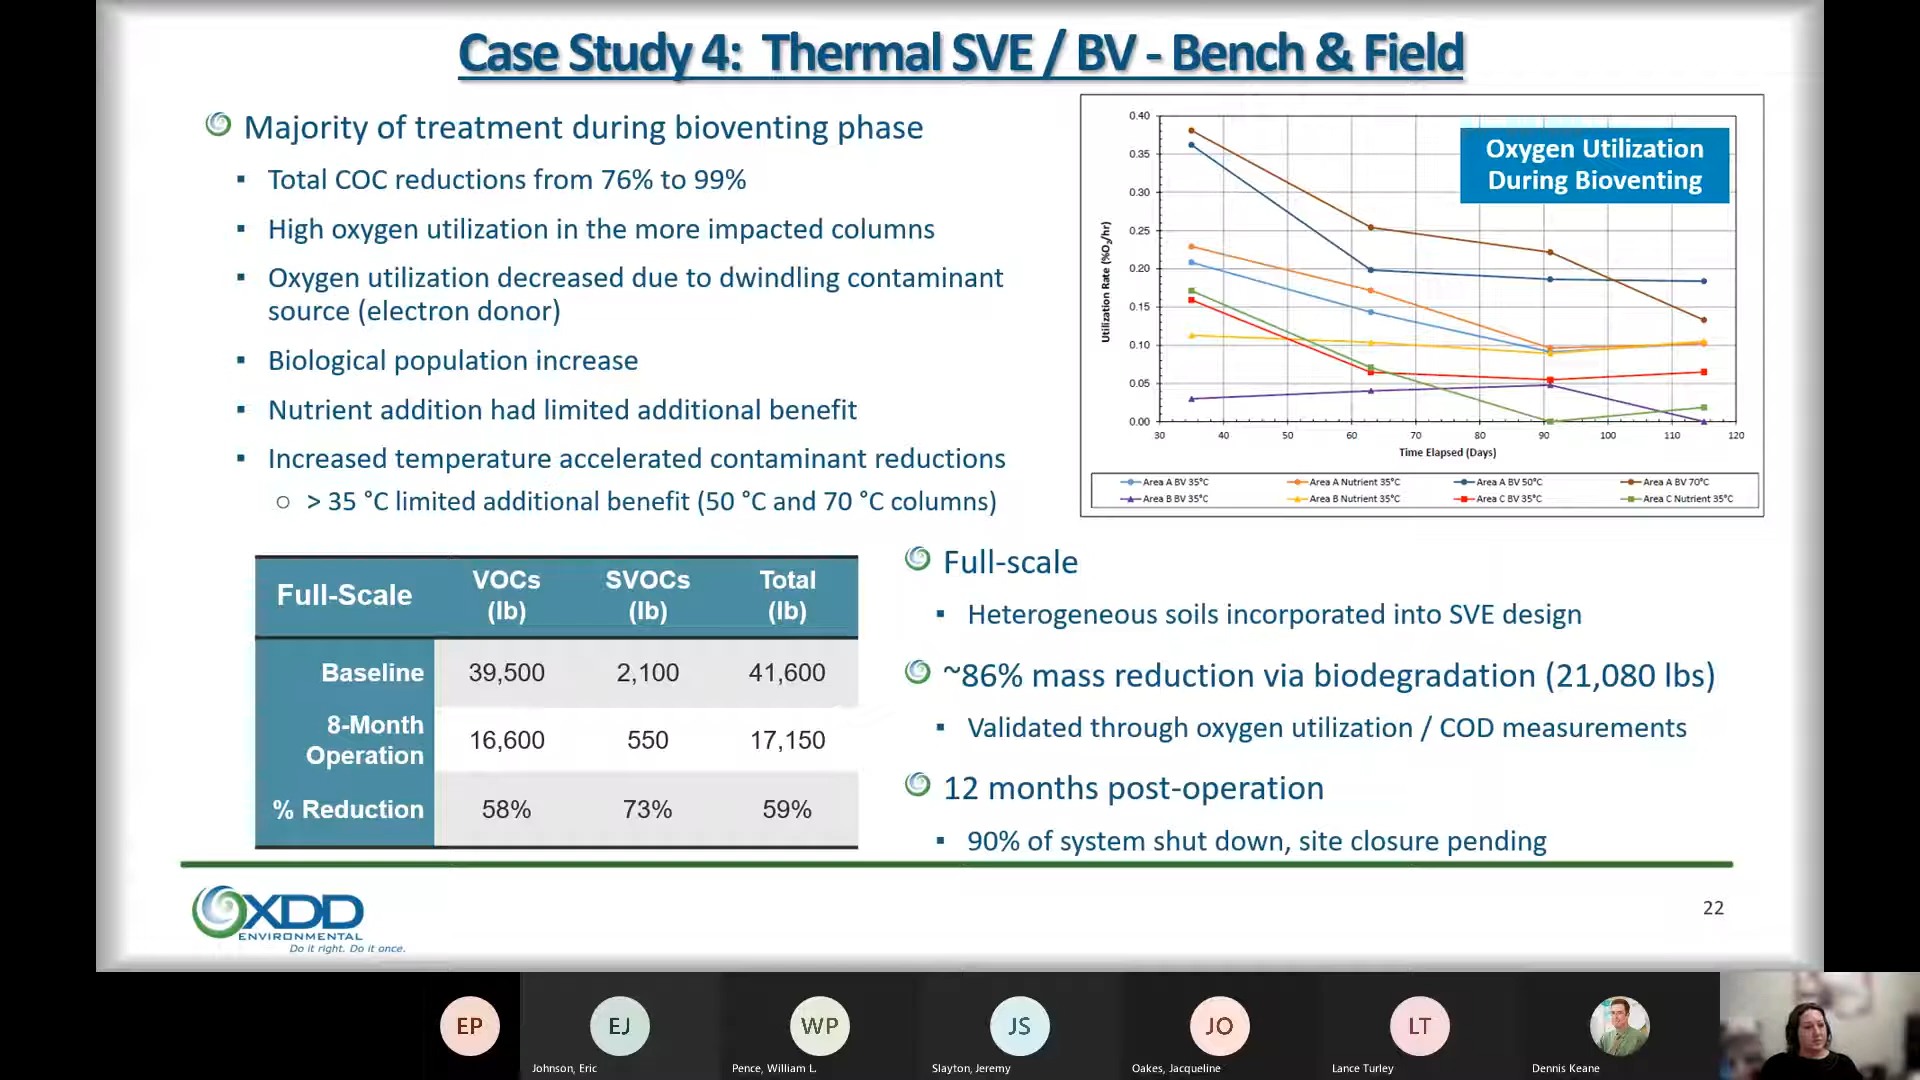 Case Study 4: Thermal SVE / BV - Bench & Field
Majority of treatment during bioventing phase
▪ Total COC reductions from 76% to 99%
▪ High oxygen utilization in the more impacted columns
▪ Oxygen utilization decreased due to dwindling contaminant
source (electron donor)
▪ Biological population increase
▪ Nutrient addition had limited additional benefit
▪ Increased temperature accelerated contaminant reductions
○ > 35 °C limited additional benefit (50 °C and 70 °C columns)
Oxygen Utilization
During Bioventing
Utilization Rate (%O₂/hr)
0.40
0.35
0.30
0.25
0.20
0.15
0.10
0.05
0.00
30 40 50 60 70 80 90 100 110 120
Time Elapsed (Days)
Area A BV 35°C Area A Nutrient 35°C Area A BV 50°C Area A BV 70°C
Area B BV 35°C Area B Nutrient 35°C Area C BV 35°C Area C Nutrient 35°C
Full-Scale VOCs (lb) SVOCs (lb) Total (lb)
Baseline 39,500 2,100 41,600
8-Month Operation 16,600 550 17,150
% Reduction 58% 73% 59%
Full-scale
▪ Heterogeneous soils incorporated into SVE design
~86% mass reduction via biodegradation (21,080 lbs)
▪ Validated through oxygen utilization / COD measurements
12 months post-operation
▪ 90% of system shut down, site closure pending
XDD
ENVIRONMENTAL
Do it right. Do it once.
22
EP EJ WP JS JO LT
Johnson, Eric Pence, William L. Slayton, Jeremy Oakes, Jacqueline Lance Turley Dennis Keane